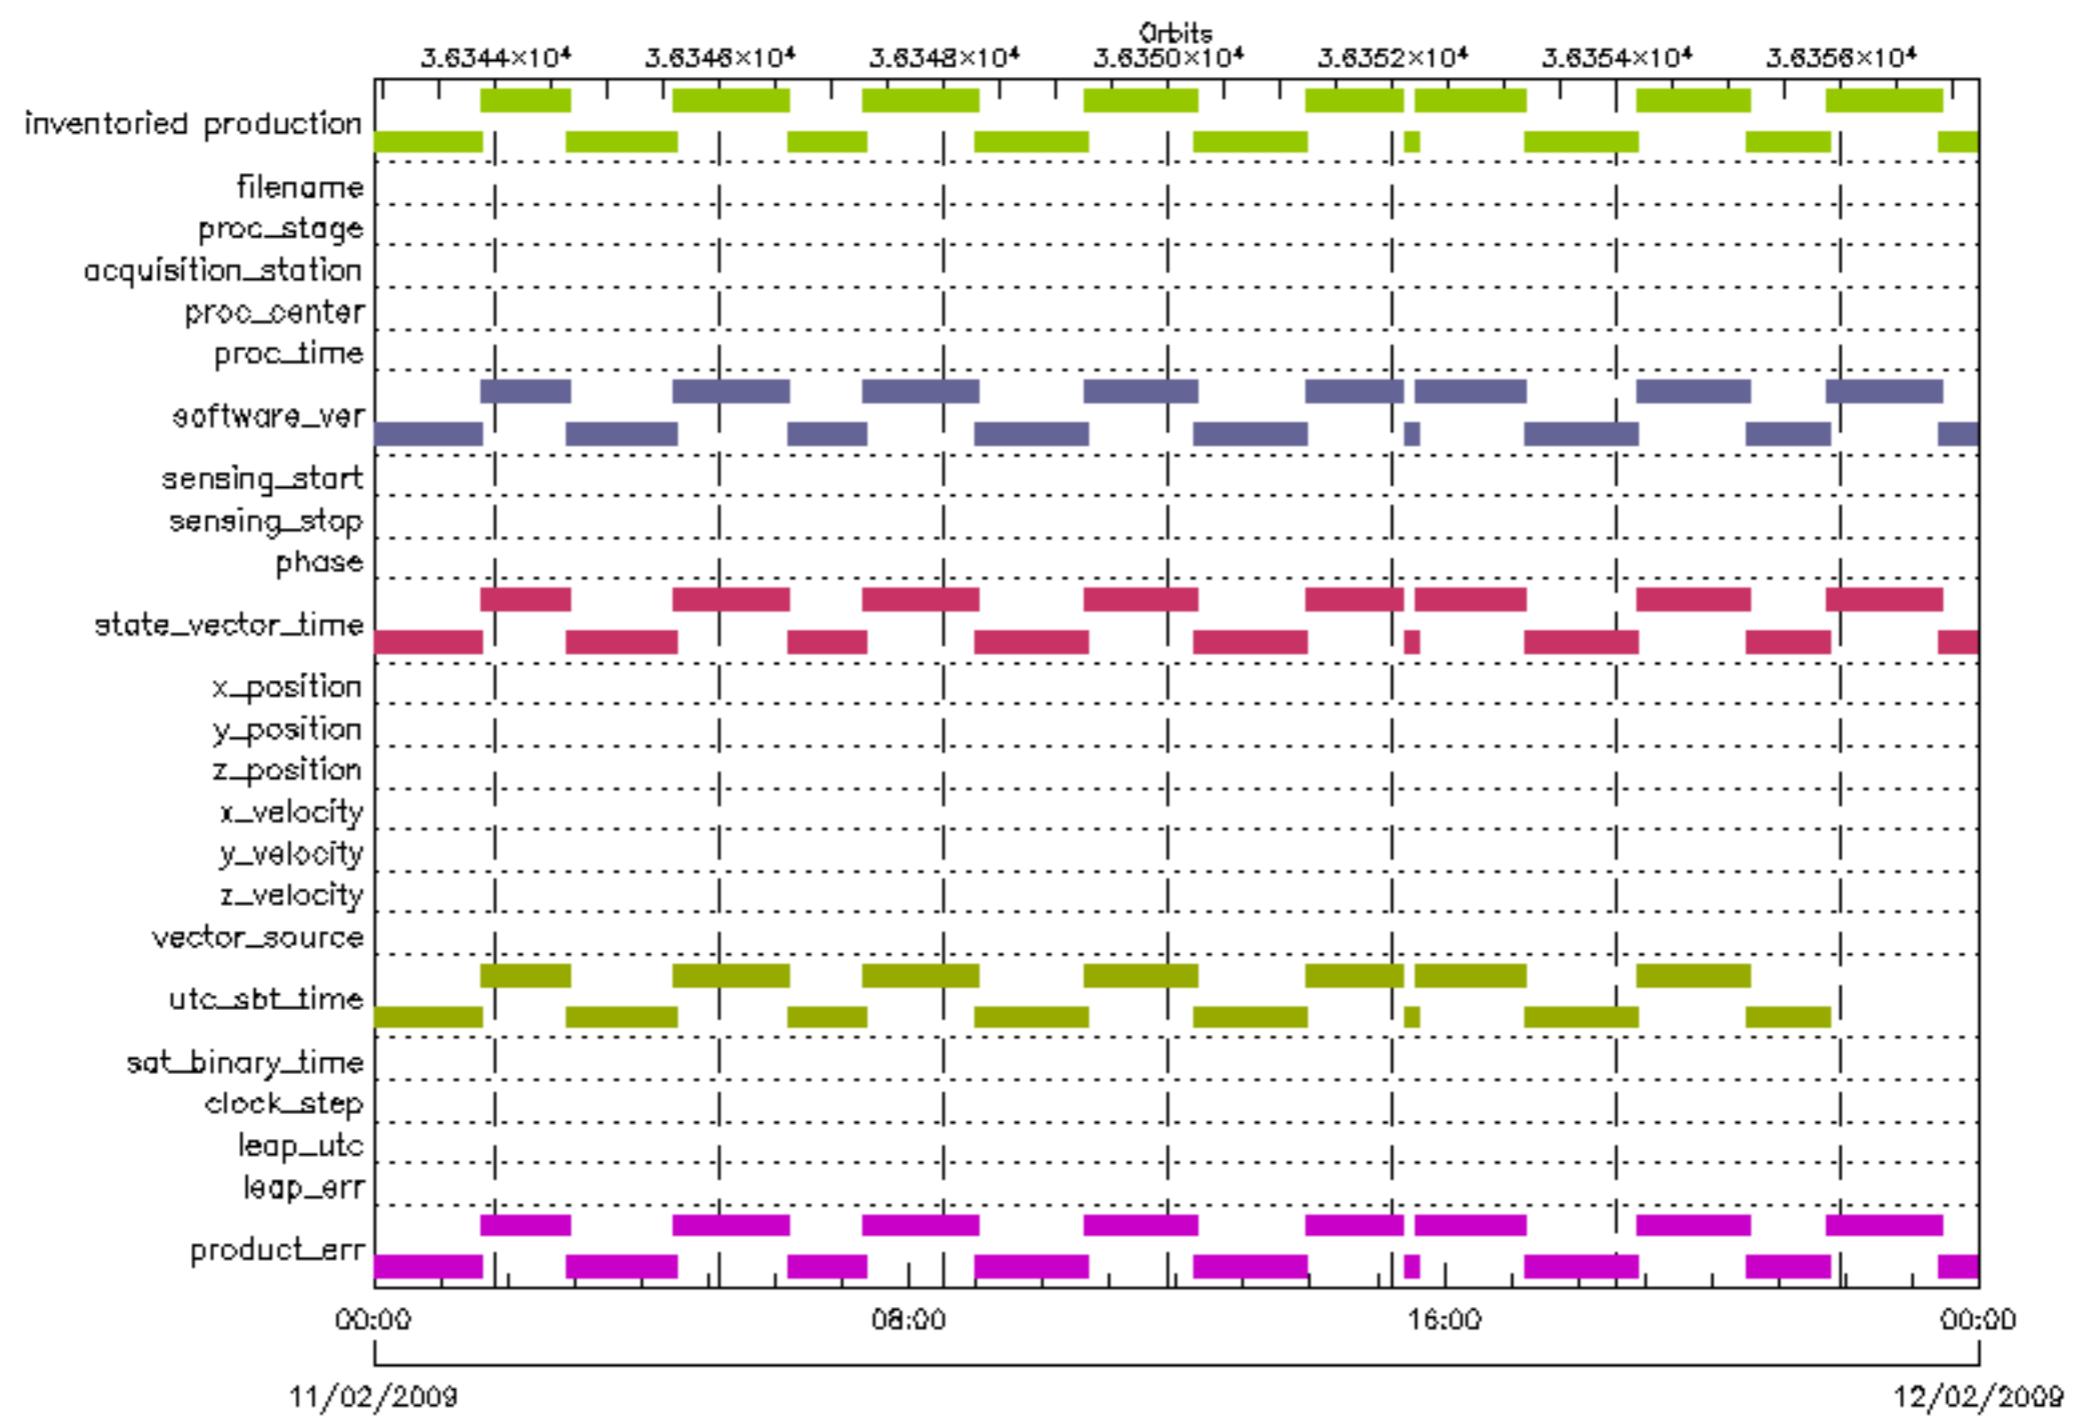 Orbits
3.6344×10⁴ 3.6346×10⁴ 3.6348×10⁴ 3.6350×10⁴ 3.6352×10⁴ 3.6354×10⁴ 3.6356×10⁴
inventoried production
filename
proc_stage
acquisition_station
proc_center
proc_time
software_ver
sensing_start
sensing_stop
phase
state_vector_time
x_position
y_position
z_position
x_velocity
y_velocity
z_velocity
vector_source
utc_sbt_time
sat_binary_time
clock_step
leap_utc
leap_err
product_err
00:00 08:00 16:00 00:00
11/02/2009 12/02/2009